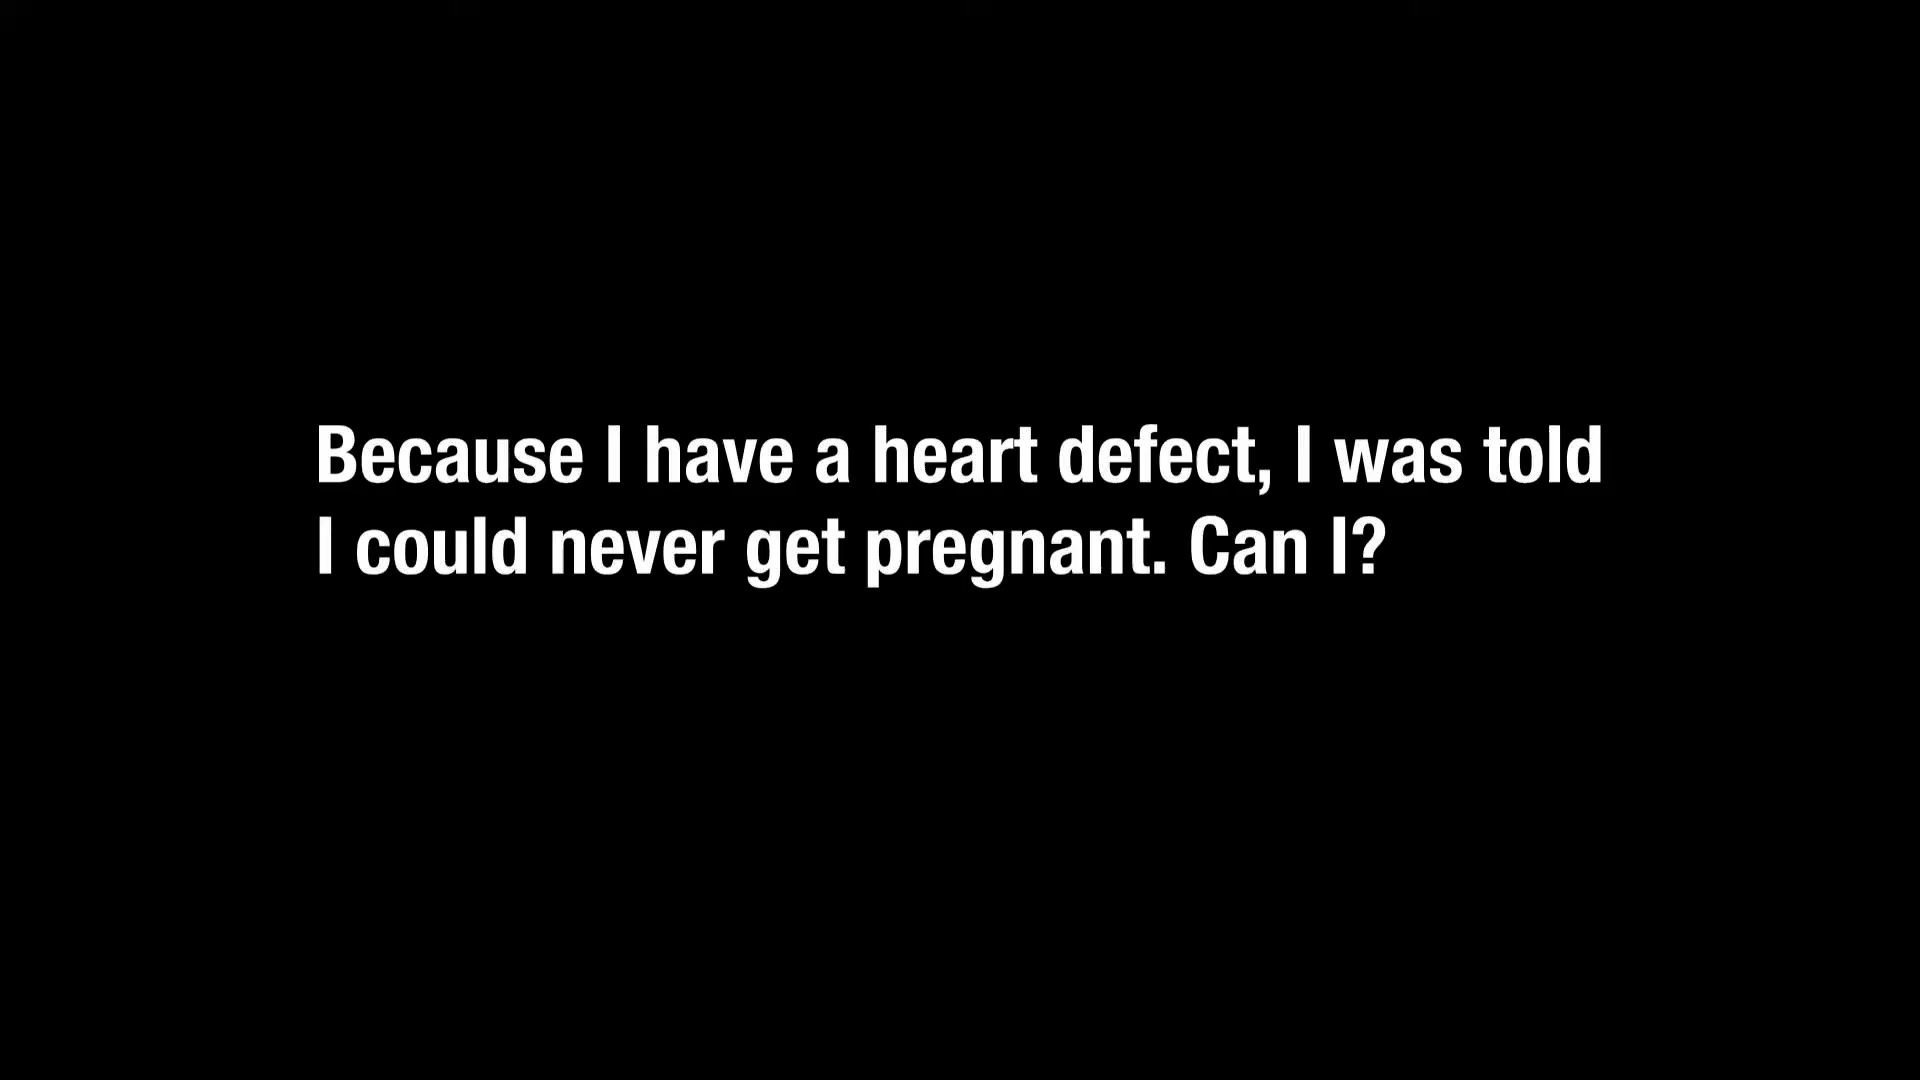 Because I have a heart defect, I was told
I could never get pregnant. Can I?